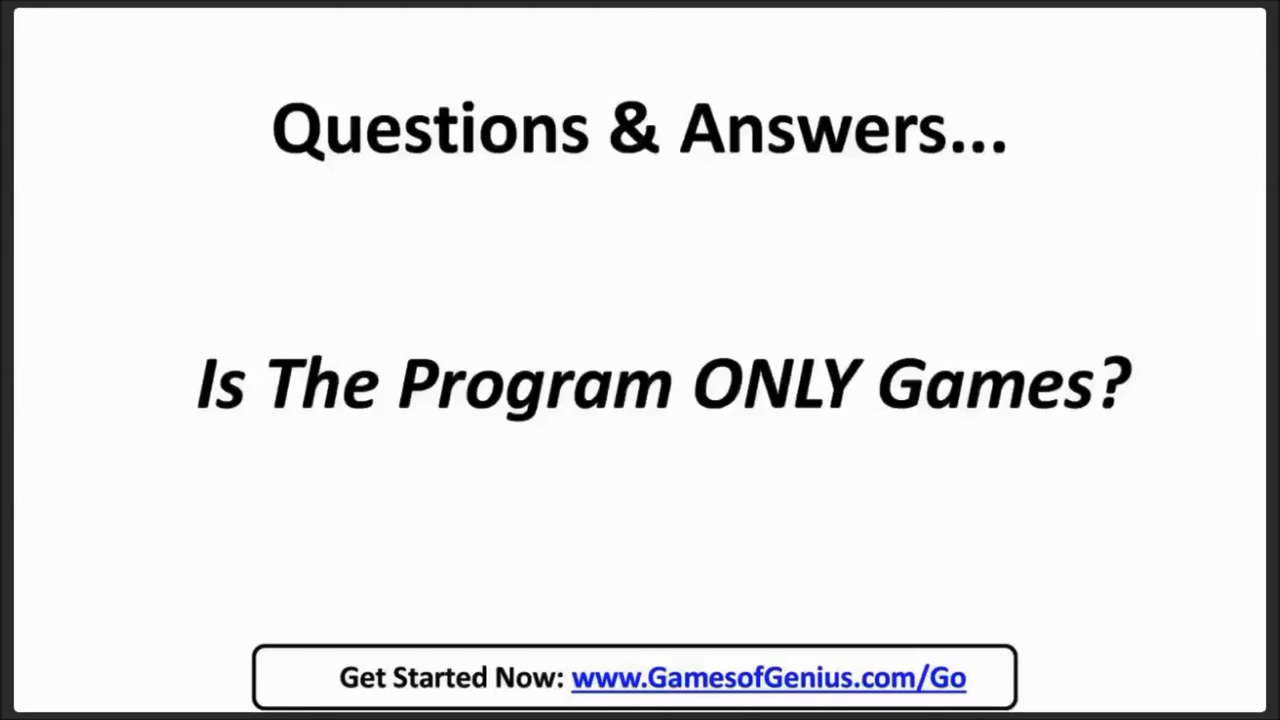 Questions & Answers...
Is The Program ONLY Games?
Get Started Now: www.GamesofGenius.com/Go